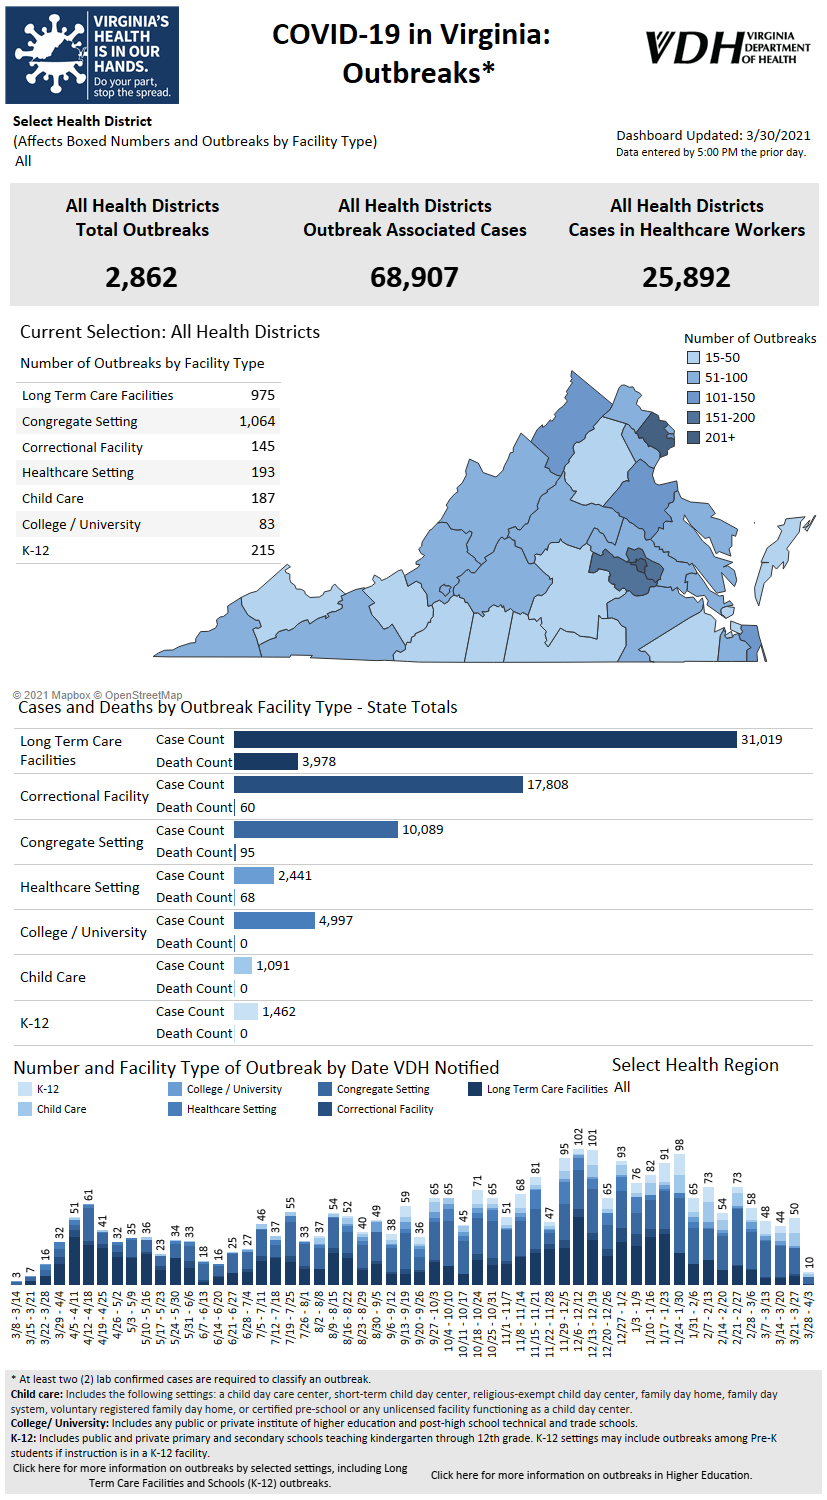 VIRGINIA'S
HEALTH
IS IN OUR
HANDS.
Do your part,
stop the spread.
COVID-19 in Virginia:
Outbreaks*
VDH VIRGINIA
DEPARTMENT
OF HEALTH
Select Health District
(Affects Boxed Numbers and Outbreaks by Facility Type)
All
Dashboard Updated: 3/30/2021
Data entered by 5:00 PM the prior day.
All Health Districts
Total Outbreaks
2,862
All Health Districts
Outbreak Associated Cases
68,907
All Health Districts
Cases in Healthcare Workers
25,892
Current Selection: All Health Districts
Number of Outbreaks by Facility Type
Long Term Care Facilities 975
Congregate Setting 1,064
Correctional Facility 145
Healthcare Setting 193
Child Care 187
College / University 83
K-12 215
Number of Outbreaks
15-50
51-100
101-150
151-200
201+
© 2021 Mapbox © OpenStreetMap
Cases and Deaths by Outbreak Facility Type - State Totals
Long Term Care
Facilities
Case Count 31,019
Death Count 3,978
Correctional Facility
Case Count 17,808
Death Count 60
Congregate Setting
Case Count 10,089
Death Count 95
Healthcare Setting
Case Count 2,441
Death Count 68
College / University
Case Count 4,997
Death Count 0
Child Care
Case Count 1,091
Death Count 0
K-12
Case Count 1,462
Death Count 0
Number and Facility Type of Outbreak by Date VDH Notified
Select Health Region
All
K-12
College / University
Congregate Setting
Long Term Care Facilities
Child Care
Healthcare Setting
Correctional Facility
3
7
16
32
51
61
41
32
35
36
23
34
33
18
16
25
27
46
37
55
33
37
54
52
40
49
38
59
36
65
65
45
71
65
51
68
81
47
95
102
101
65
93
76
82
91
98
65
73
54
73
58
48
44
50
10
3/8 - 3/14
3/15 - 3/21
3/22 - 3/28
3/29 - 4/4
4/5 - 4/11
4/12 - 4/18
4/19 - 4/25
4/26 - 5/2
5/3 - 5/9
5/10 - 5/16
5/17 - 5/23
5/24 - 5/30
5/31 - 6/6
6/7 - 6/13
6/14 - 6/20
6/21 - 6/27
6/28 - 7/4
7/5 - 7/11
7/12 - 7/18
7/19 - 7/25
7/26 - 8/1
8/2 - 8/8
8/9 - 8/15
8/16 - 8/22
8/23 - 8/29
8/30 - 9/5
9/6 - 9/12
9/13 - 9/19
9/20 - 9/26
9/27 - 10/3
10/4 - 10/10
10/11 - 10/17
10/18 - 10/24
10/25 - 10/31
11/1 - 11/7
11/8 - 11/14
11/15 - 11/21
11/22 - 11/28
11/29 - 12/5
12/6 - 12/12
12/13 - 12/19
12/20 - 12/26
12/27 - 1/2
1/3 - 1/9
1/10 - 1/16
1/17 - 1/23
1/24 - 1/30
1/31 - 2/6
2/7 - 2/13
2/14 - 2/20
2/21 - 2/27
2/28 - 3/6
3/7 - 3/13
3/14 - 3/20
3/21 - 3/27
3/28 - 4/3
* At least two (2) lab confirmed cases are required to classify an outbreak.
Child care: Includes the following settings: a child day care center, short-term child day center, religious-exempt child day center, family day home, family day
system, voluntary registered family day home, or certified pre-school or any unlicensed facility functioning as a child day center.
College/ University: Includes any public or private institute of higher education and post-high school technical and trade schools.
K-12: Includes public and private primary and secondary schools teaching kindergarten through 12th grade. K-12 settings may include outbreaks among Pre-K
students if instruction is in a K-12 facility.
Click here for more information on outbreaks by selected settings, including Long
Term Care Facilities and Schools (K-12) outbreaks.
Click here for more information on outbreaks in Higher Education.